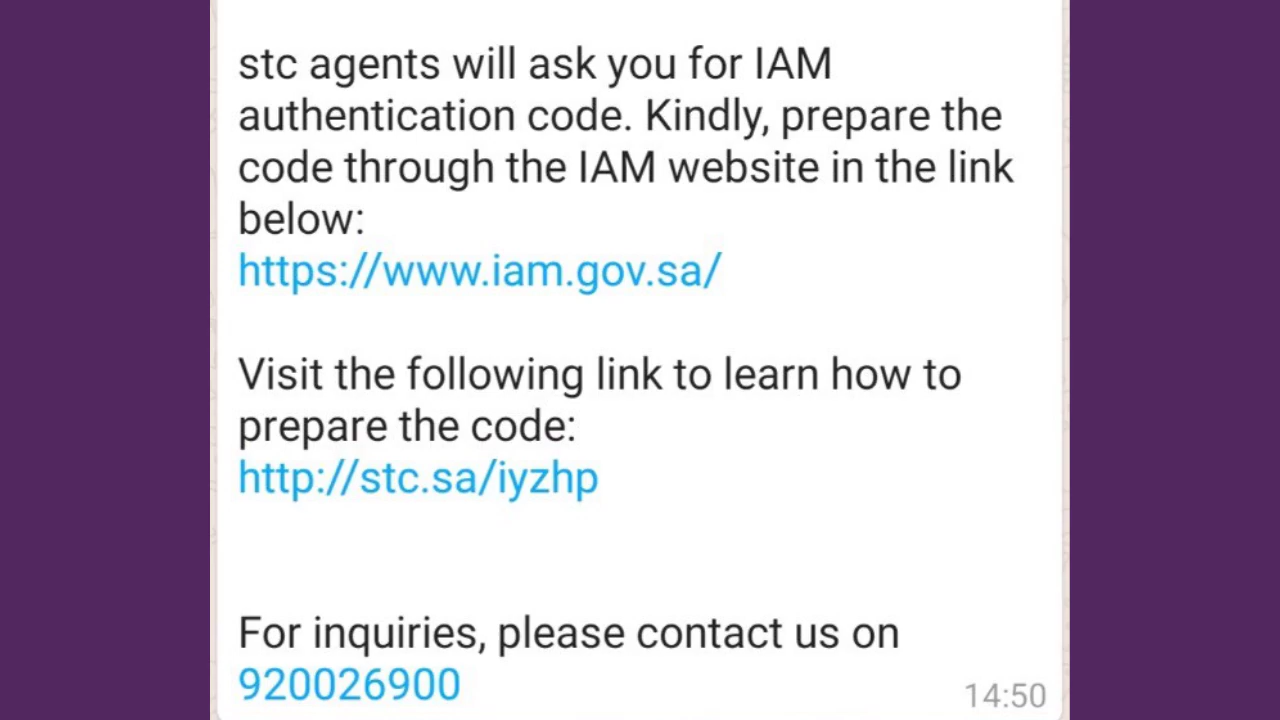 stc agents will ask you for IAM
authentication code. Kindly, prepare the
code through the IAM website in the link
below:
https://www.iam.gov.sa/
Visit the following link to learn how to
prepare the code:
http://stc.sa/iyzhp
For inquiries, please contact us on
920026900
14:50